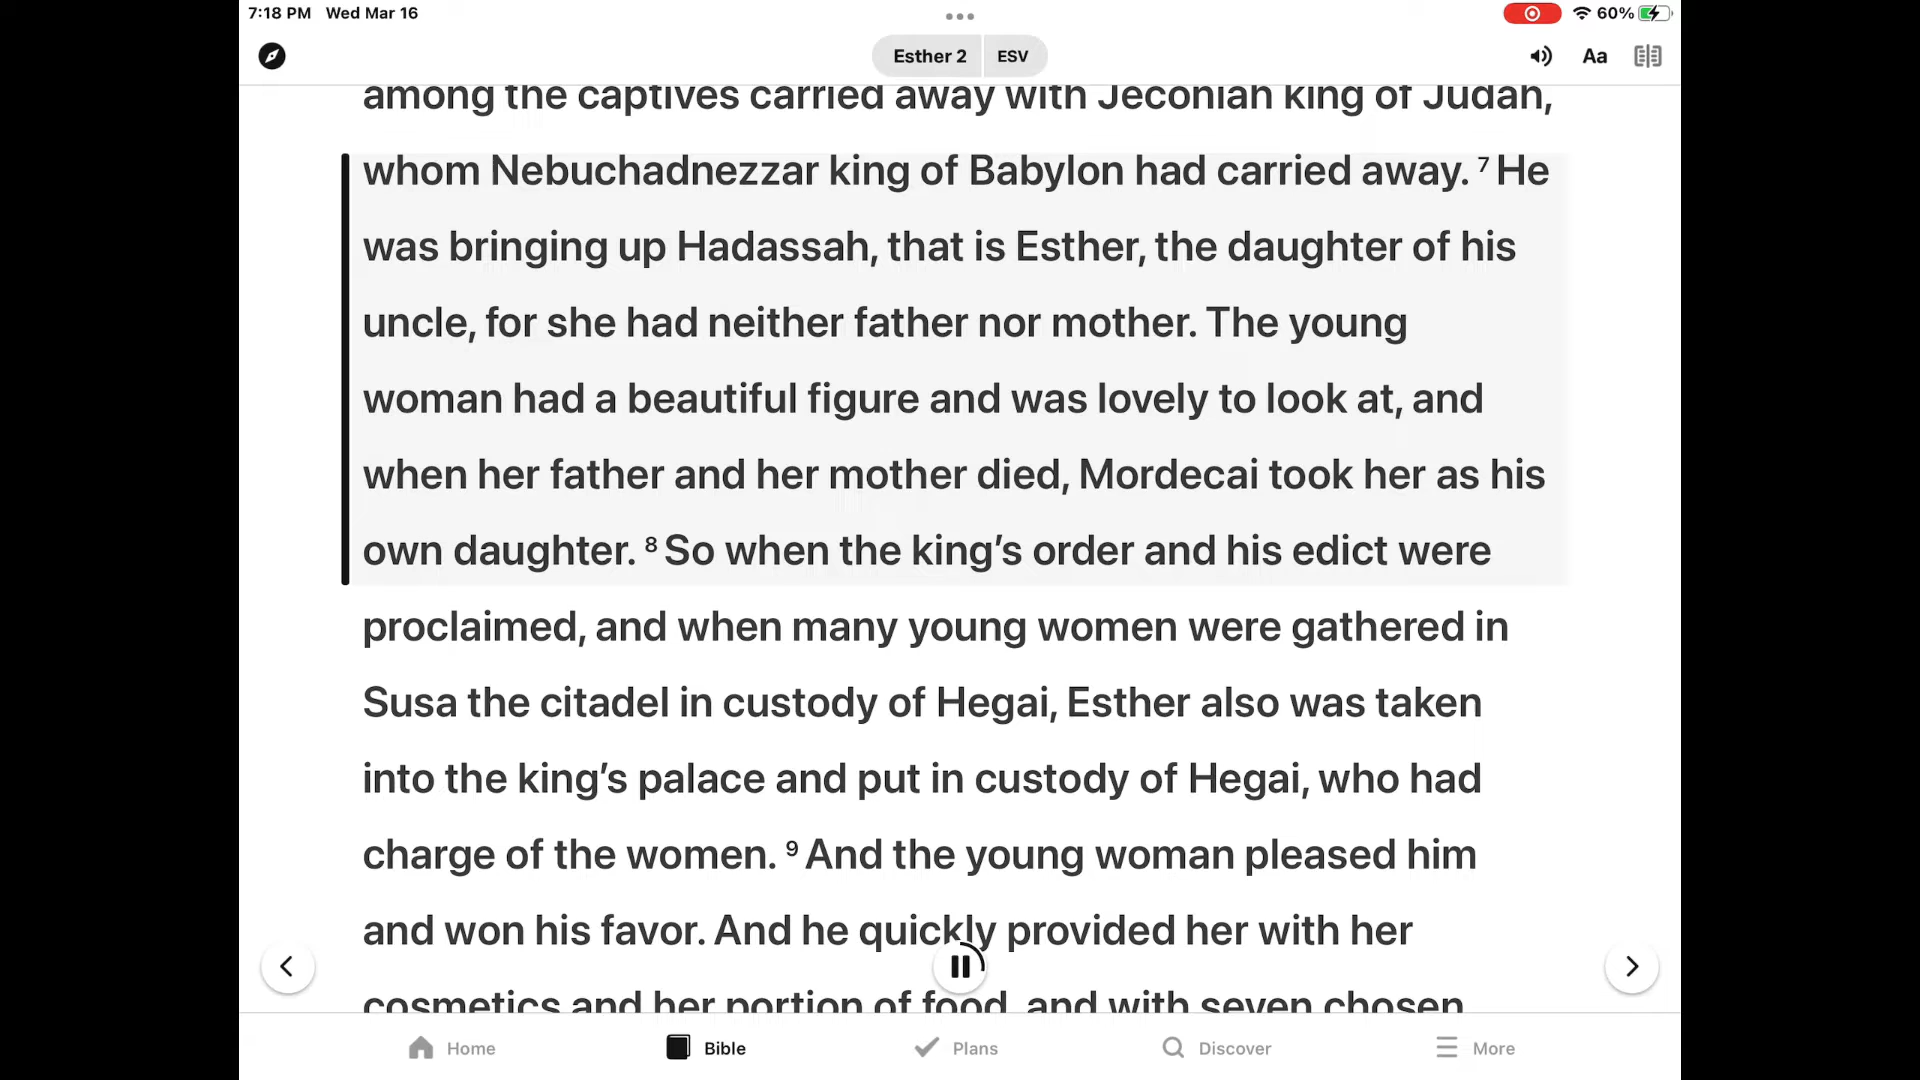 7:18 PM Wed Mar 16
60%
Esther 2 ESV
Aa
among the captives carried away with Jeconiah king of Judah,
whom Nebuchadnezzar king of Babylon had carried away. 7 He
was bringing up Hadassah, that is Esther, the daughter of his
uncle, for she had neither father nor mother. The young
woman had a beautiful figure and was lovely to look at, and
when her father and her mother died, Mordecai took her as his
own daughter. 8 So when the king’s order and his edict were
proclaimed, and when many young women were gathered in
Susa the citadel in custody of Hegai, Esther also was taken
into the king’s palace and put in custody of Hegai, who had
charge of the women. 9 And the young woman pleased him
and won his favor. And he quickly provided her with her
cosmetics and her portion of food, and with seven chosen
Home Bible Plans Discover More